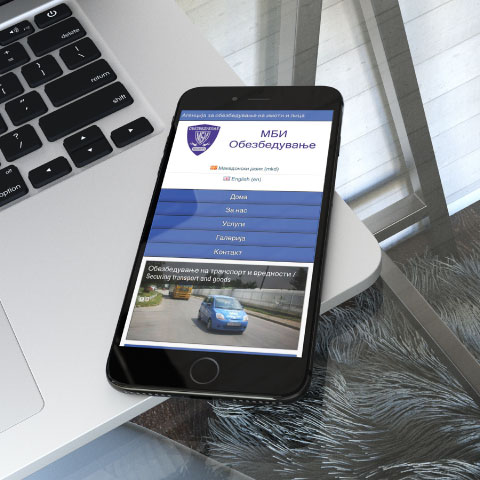 delete
return
shift
option
Агенција за обезбедување на имоти и лица
ОБЕЗБЕДУВАЊЕ
МБИ
Обезбедување
Македонски јазик (mkd)
English (en)
Дома
За нас
Услуги
Галерија
Контакт
Обезбедување на транспорт и вредности /
Securing transport and goods